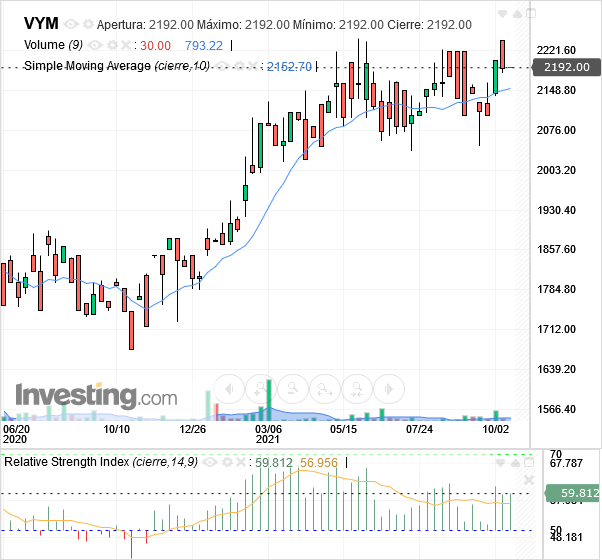 VYM Apertura: 2192.00 Máximo: 2192.00 Mínimo: 2192.00 Cierre: 2192.00
Volume (9) : 30.00 793.22
Simple Moving Average (cierre,10) : 2152.70
2221.60
2192.00
2148.80
2076.00
2003.20
1930.40
1857.60
1784.80
1712.00
1639.20
1566.40
Investing.com
06/20 10/10 12/26 03/06 05/15 07/24 10/02
2020 2021
Relative Strength Index (cierre,14,9) : 59.812 56.956
70
67.787
59.812
50
48.181